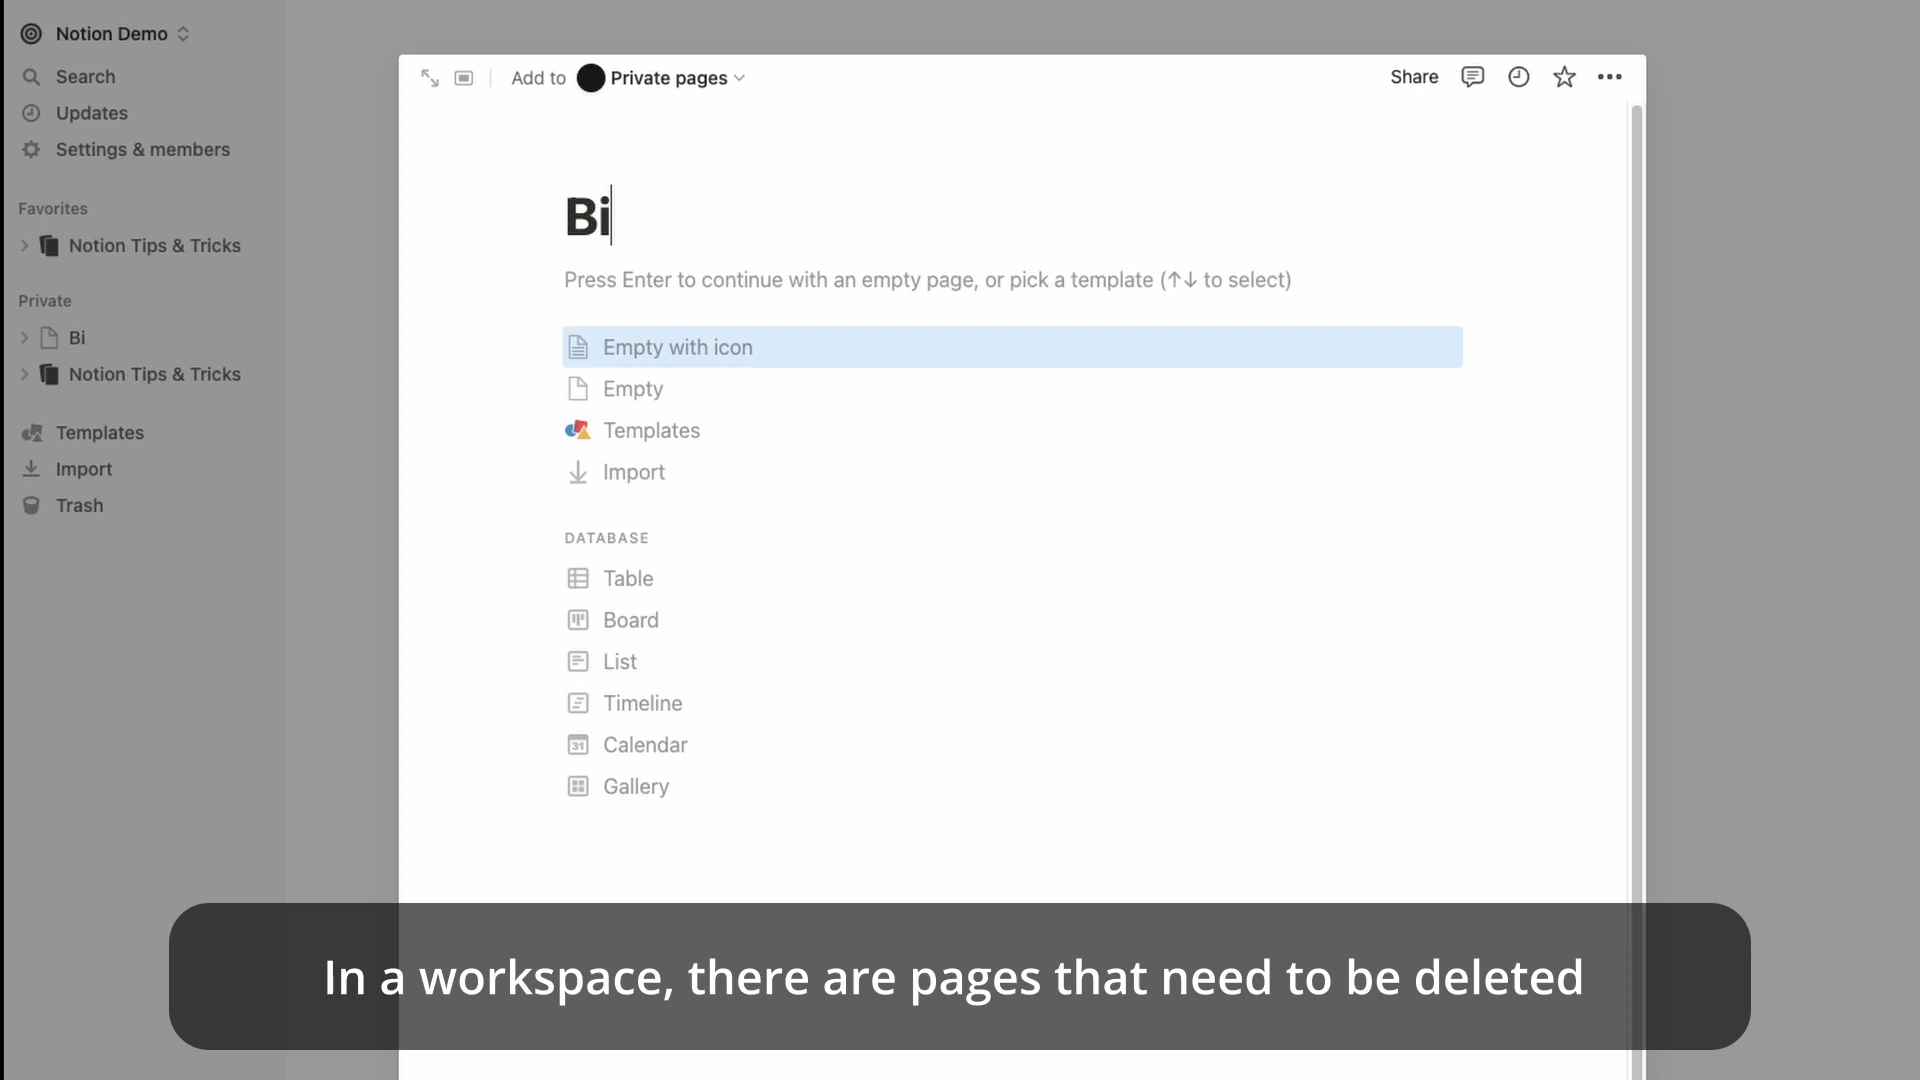 Notion Demo
Search
Updates
Settings & members
Favorites
Notion Tips & Tricks
Private
Bi
Notion Tips & Tricks
Templates
Import
Trash
Add to Private pages
Share
Bi
Press Enter to continue with an empty page, or pick a template (↑↓ to select)
Empty with icon
Empty
Templates
Import
DATABASE
Table
Board
List
Timeline
31 Calendar
Gallery
In a workspace, there are pages that need to be deleted